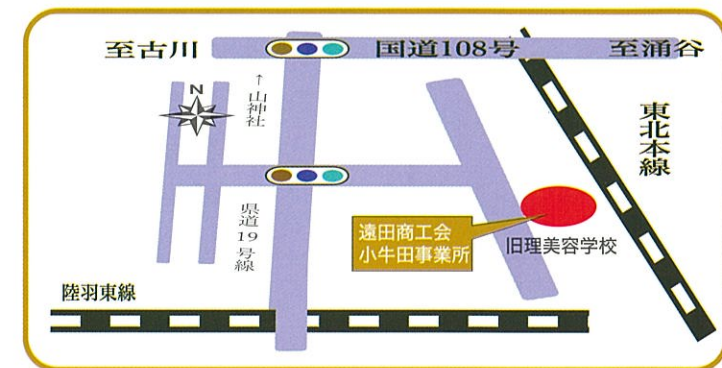 至古川
国道108号
至涌谷
N
↑山神社
東北本線
県道19号線
遠田商工会
小牛田事業所
旧理美容学校
陸羽東線